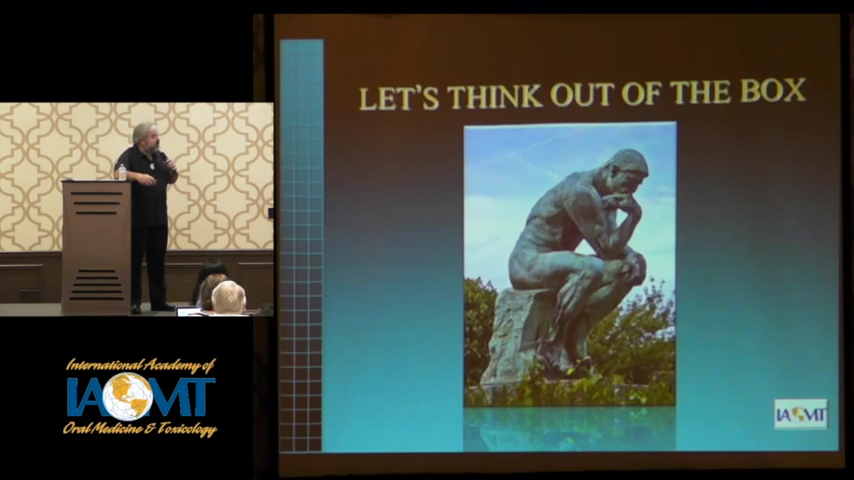 LET'S THINK OUT OF THE BOX
International Academy of
IAOMT
Oral Medicine & Toxicology
IAOMT